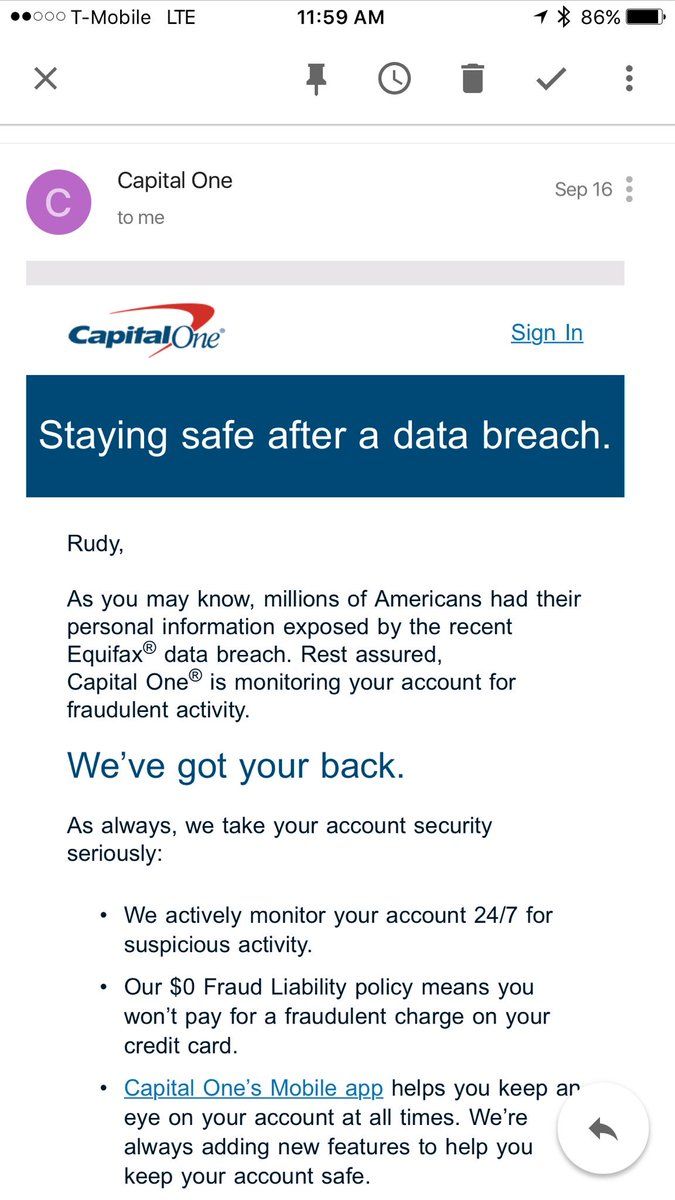 T-Mobile LTE 11:59 AM 86%
Capital One
Sep 16
to me
C
Capital One®
Sign In
Staying safe after a data breach.
Rudy,
As you may know, millions of Americans had their
personal information exposed by the recent
Equifax® data breach. Rest assured,
Capital One® is monitoring your account for
fraudulent activity.
We’ve got your back.
As always, we take your account security
seriously:
• We actively monitor your account 24/7 for
suspicious activity.
• Our $0 Fraud Liability policy means you
won’t pay for a fraudulent charge on your
credit card.
• Capital One’s Mobile app helps you keep an
eye on your account at all times. We’re
always adding new features to help you
keep your account safe.